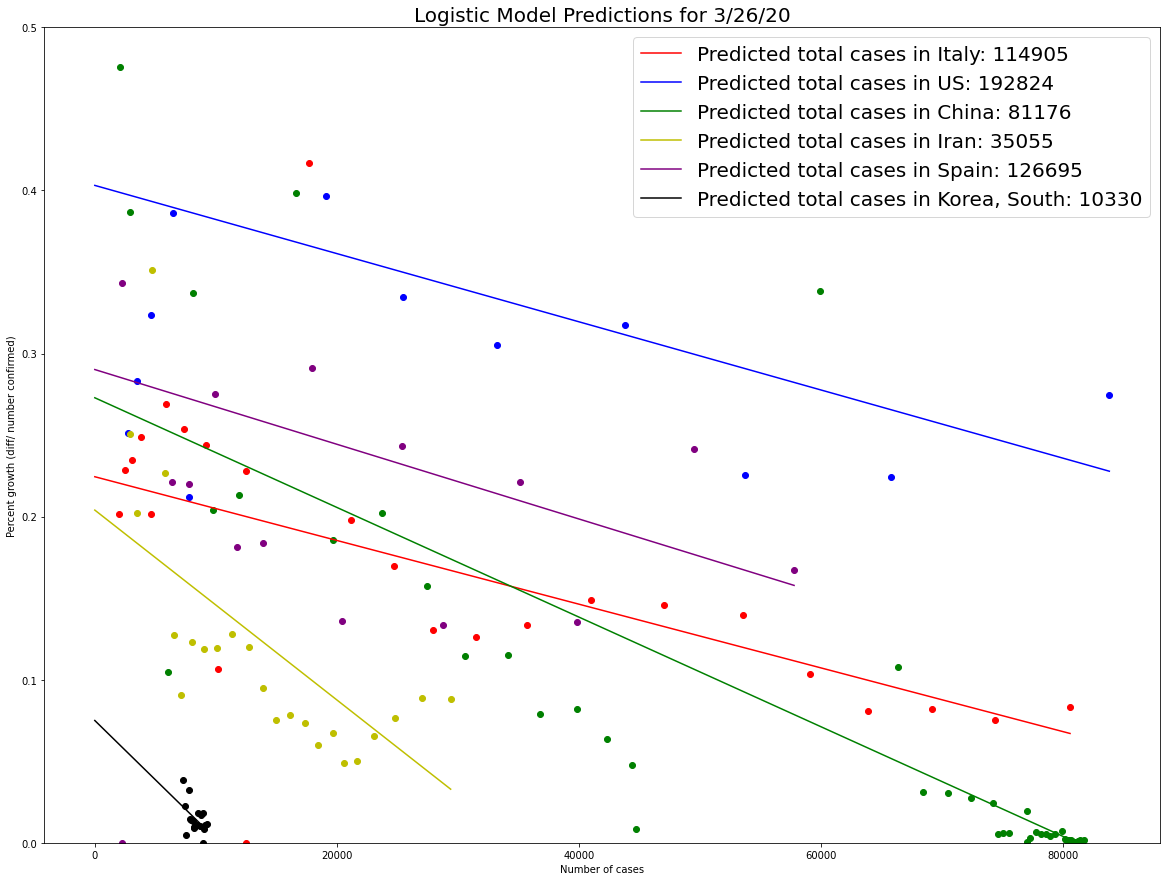 Logistic Model Predictions for 3/26/20
Predicted total cases in Italy: 114905
Predicted total cases in US: 192824
Predicted total cases in China: 81176
Predicted total cases in Iran: 35055
Predicted total cases in Spain: 126695
Predicted total cases in Korea, South: 10330
Percent growth (diff/ number confirmed)
0.5
0.4
0.3
0.2
0.1
0.0
0 20000 40000 60000 80000
Number of cases